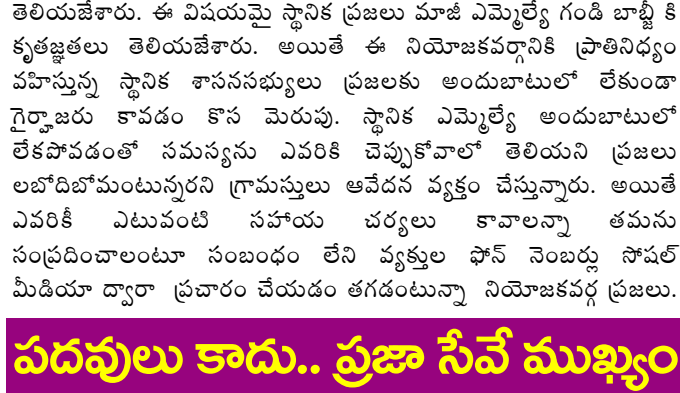 తెలియజేశారు. ఈ విషయమై స్థానిక ప్రజలు మాజీ ఎమ్మెల్యే గండి బాబ్జీ కి
కృతజ్ఞతలు తెలియజేశారు. అయితే ఈ నియోజకవర్గానికి ప్రాతినిధ్యం
వహిస్తున్న స్థానిక శాసనసభ్యులు ప్రజలకు అందుబాటులో లేకుండా
గైర్హాజరు కావడం కొస మెరుపు. స్థానిక ఎమ్మెల్యే అందుబాటులో
లేకపోవడంతో సమస్యను ఎవరికి చెప్పుకోవాలో తెలియని ప్రజలు
లబోదిబోమంటున్నరని గ్రామస్తులు ఆవేదన వ్యక్తం చేస్తున్నారు. అయితే
ఎవరికీ ఎటువంటి సహాయ చర్యలు కావాలన్నా తమను
సంప్రదించాలంటూ సంబంధం లేని వ్యక్తుల ఫోన్ నెంబర్లు సోషల్
మీడియా ద్వారా ప్రచారం చేయడం తగడంటున్నా నియోజకవర్గ ప్రజలు.
పదవులు కాదు.. ప్రజా సేవే ముఖ్యం